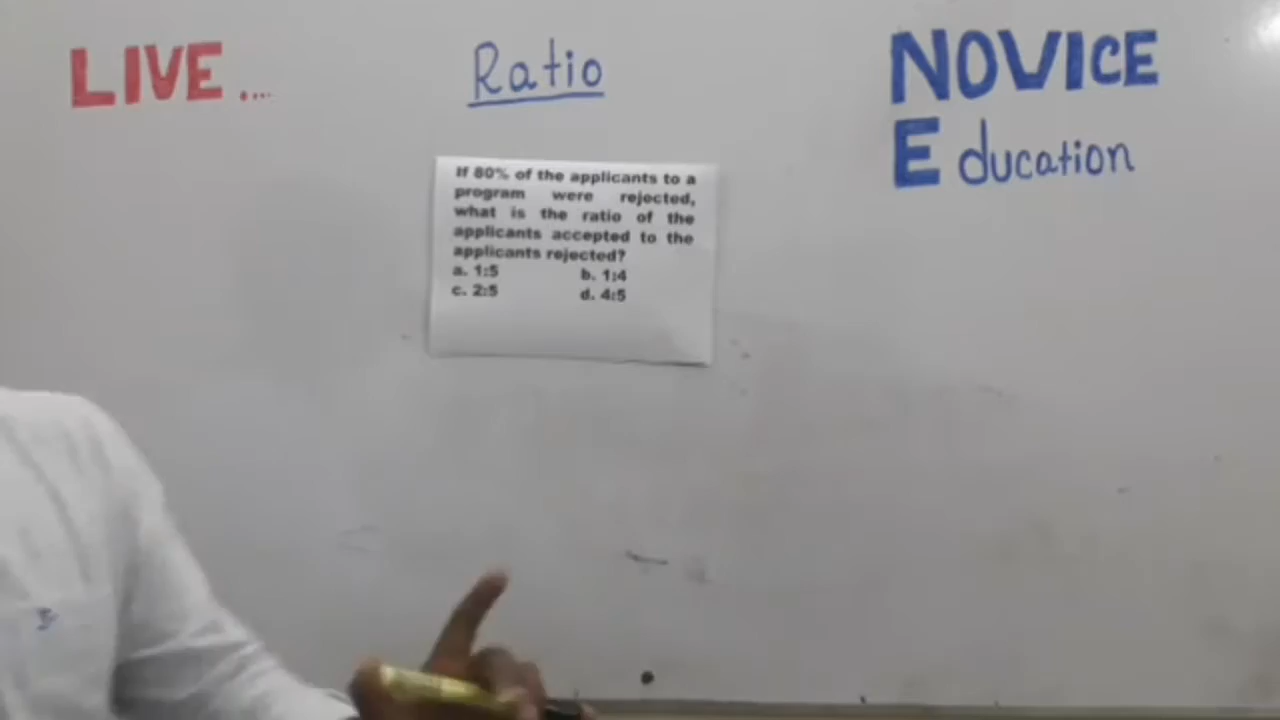 LIVE ...
Ratio
NOVICE
Education
If 80% of the applicants to a
program were rejected,
what is the ratio of the
applicants accepted to the
applicants rejected?
a. 1:5 b. 1:4
c. 2:5 d. 4:5